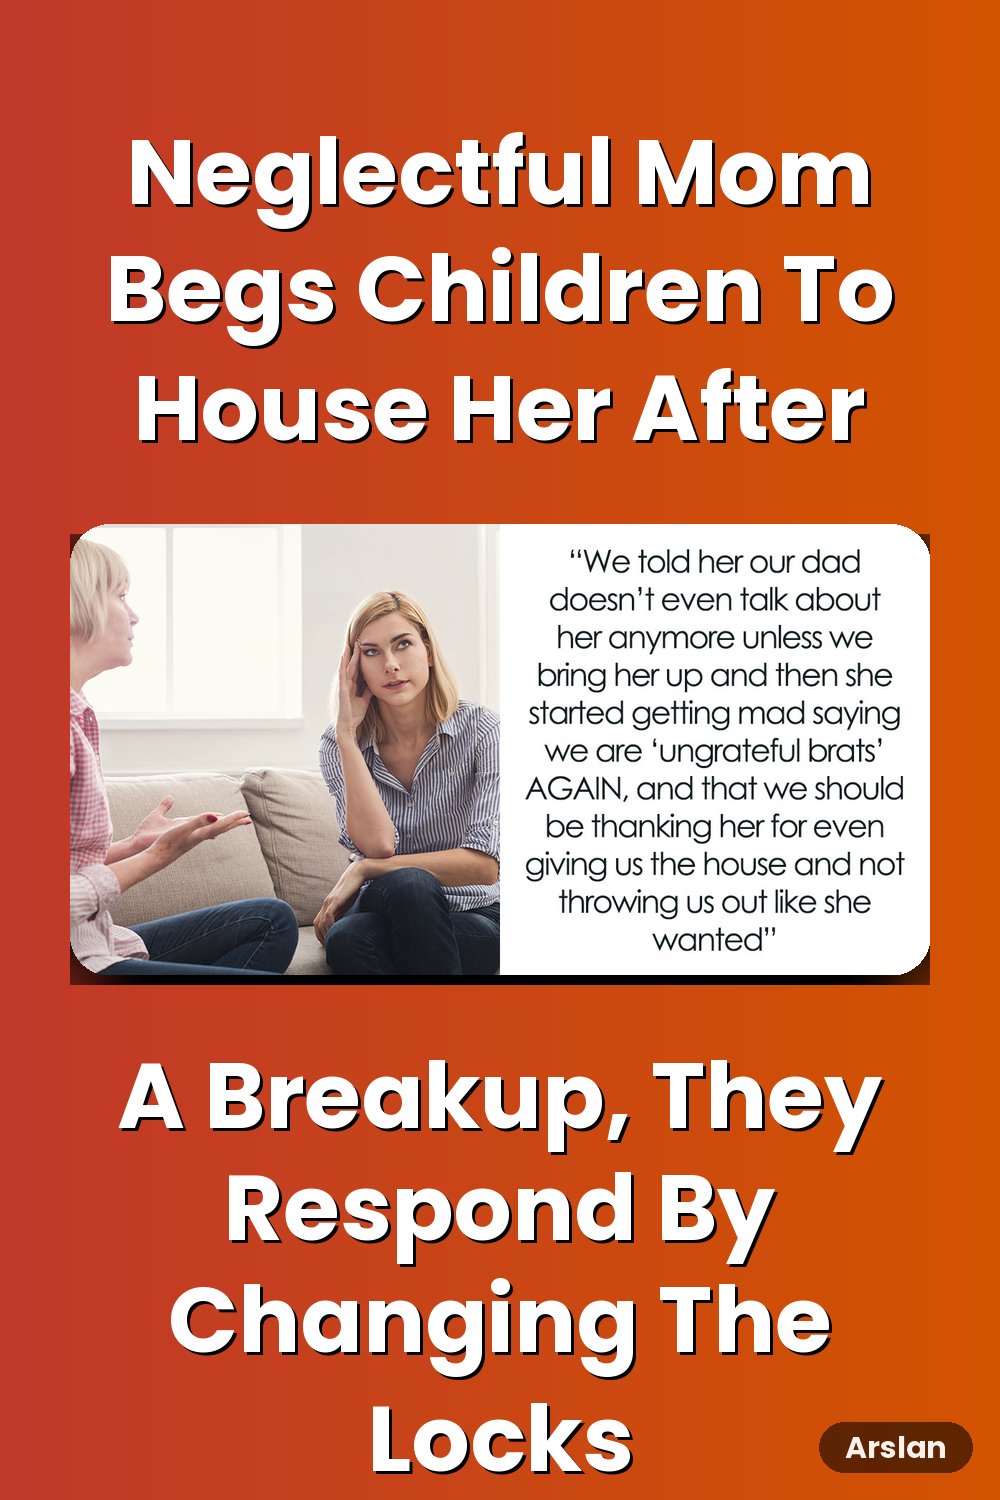 Neglectful Mom
Begs Children To
House Her After
“We told her our dad
doesn’t even talk about
her anymore unless we
bring her up and then she
started getting mad saying
we are ‘ungrateful brats’
AGAIN, and that we should
be thanking her for even
giving us the house and not
throwing us out like she
wanted”
A Breakup, They
Respond By
Changing The
Locks
Arslan